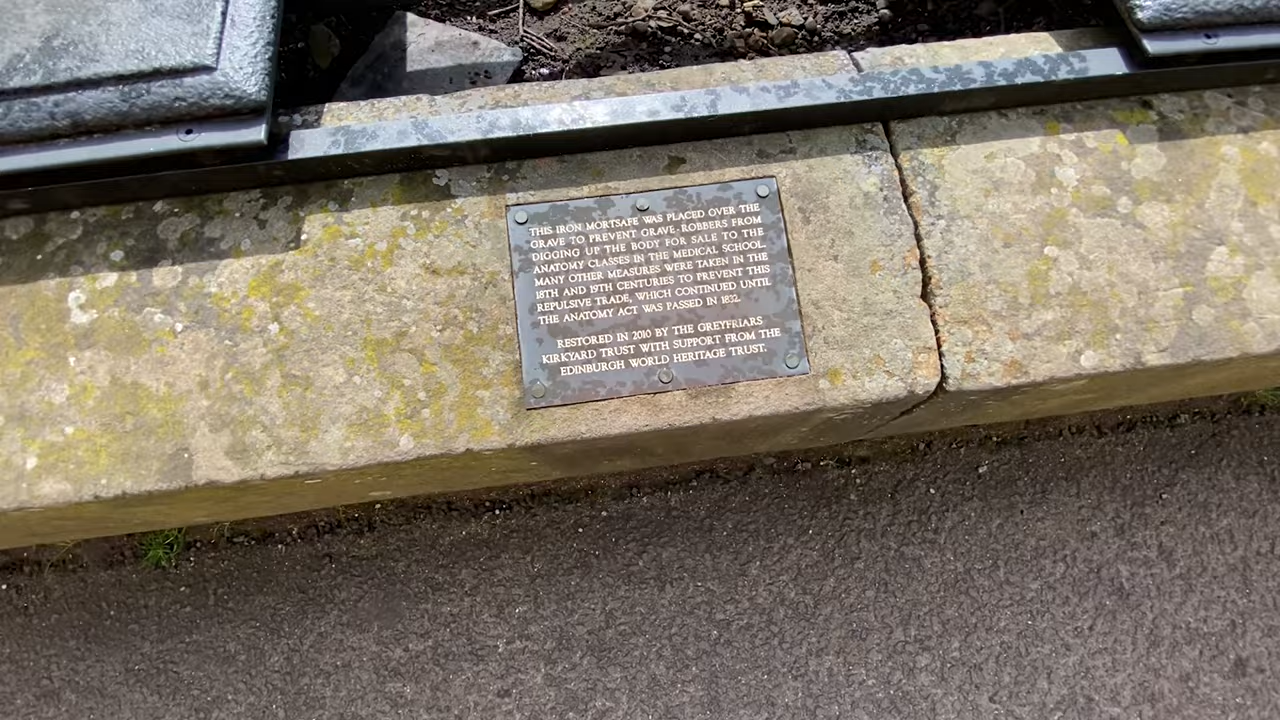 THIS IRON MORTSAFE WAS PLACED OVER THE
GRAVE TO PREVENT GRAVE-ROBBERS FROM
DIGGING UP THE BODY FOR SALE TO THE
ANATOMY CLASSES IN THE MEDICAL SCHOOL.
MANY OTHER MEASURES WERE TAKEN IN THE
18TH AND 19TH CENTURIES TO PREVENT THIS
REPULSIVE TRADE, WHICH CONTINUED UNTIL
THE ANATOMY ACT WAS PASSED IN 1832.
RESTORED IN 2010 BY THE GREYFRIARS
KIRKYARD TRUST WITH SUPPORT FROM THE
EDINBURGH WORLD HERITAGE TRUST.